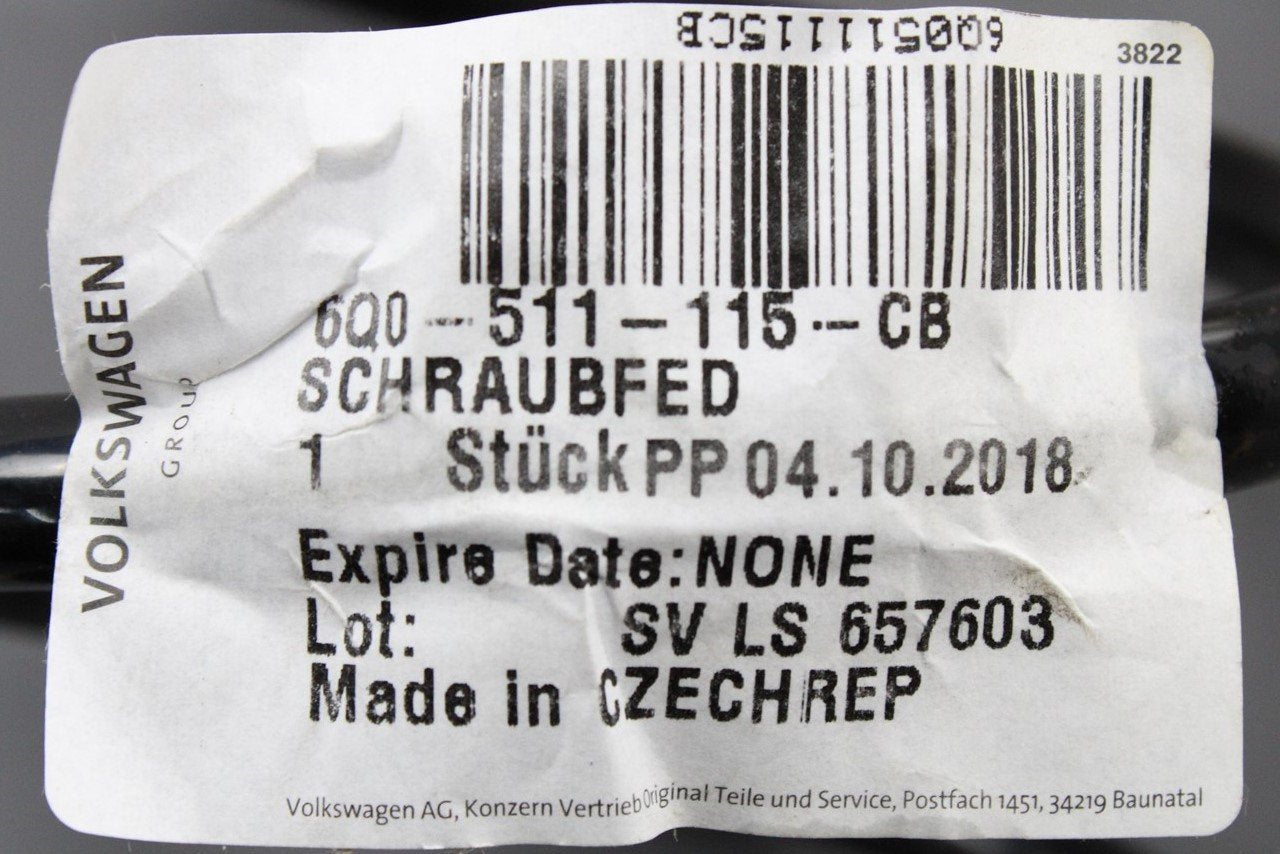 6Q0511115CB
3822
6Q0 - 511 - 115 - CB
SCHRAUBFED
1 Stück PP 04.10.2018
Expire Date: NONE
Lot: SV LS 657603
Made in CZECHREP
VOLKSWAGEN
GROUP
Volkswagen AG, Konzern Vertrieb Original Teile und Service, Postfach 1451, 34219 Baunatal